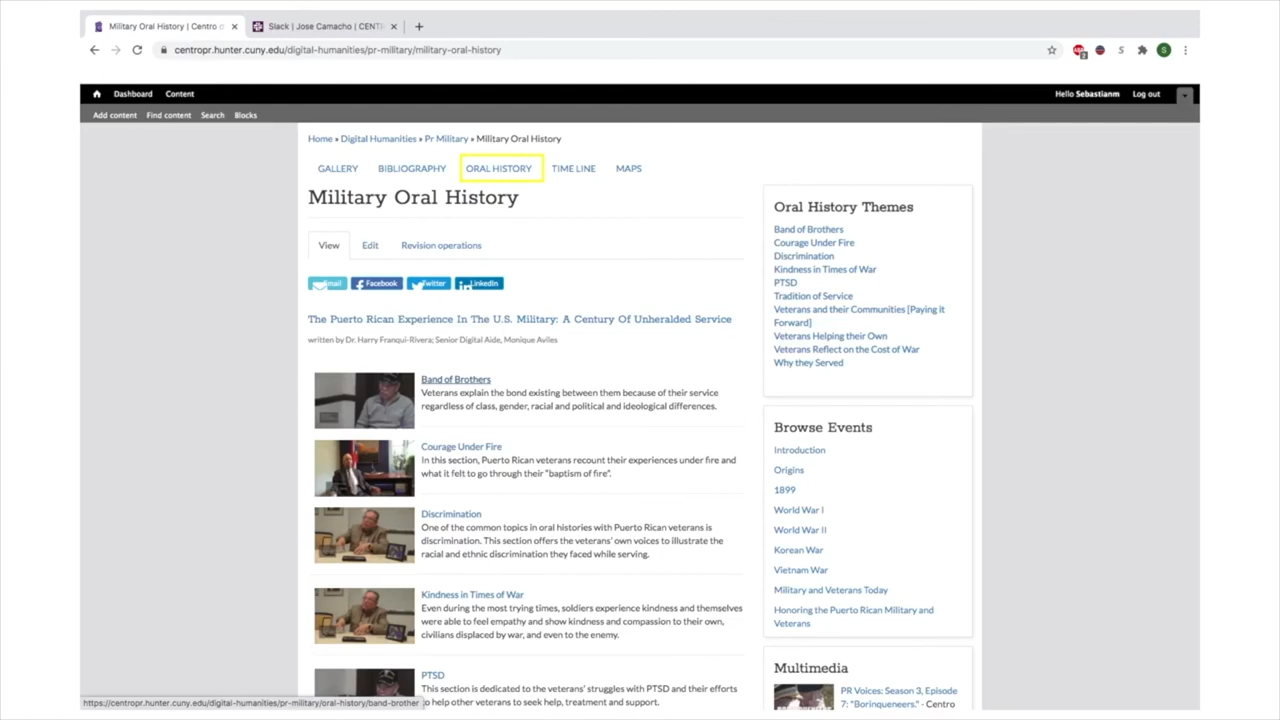 Military Oral History | Centro o
Slack | Jose Camacho | CENT
centropr.hunter.cuny.edu/digital-humanities/pr-military/military-oral-history
Dashboard Content Hello Sebastianm Log out
Add content Find content Search Blocks
Home » Digital Humanities » Pr Military » Military Oral History
GALLERY BIBLIOGRAPHY ORAL HISTORY TIME LINE MAPS
Military Oral History
View Edit Revision operations
Email Facebook Twitter LinkedIn
The Puerto Rican Experience In The U.S. Military: A Century Of Unheralded Service
written by Dr. Harry Franqui-Rivera; Senior Digital Aide, Monique Aviles
Band of Brothers
Veterans explain the bond existing between them because of their service
regardless of class, gender, racial and political and ideological differences.
Courage Under Fire
In this section, Puerto Rican veterans recount their experiences under fire and
what it felt to go through their "baptism of fire".
Discrimination
One of the common topics in oral histories with Puerto Rican veterans is
discrimination. This section offers the veterans' own voices to illustrate the
racial and ethnic discrimination they faced while serving.
Kindness in Times of War
Even during the most trying times, soldiers experience kindness and themselves
were able to feel empathy and show kindness and compassion to their own,
civilians displaced by war, and even to the enemy.
PTSD
This section is dedicated to the veterans' struggles with PTSD and their efforts
to help other veterans to seek help, treatment and support.
Oral History Themes
Band of Brothers
Courage Under Fire
Discrimination
Kindness in Times of War
PTSD
Tradition of Service
Veterans and their Communities [Paying it
Forward]
Veterans Helping their Own
Veterans Reflect on the Cost of War
Why they Served
Browse Events
Introduction
Origins
1899
World War I
World War II
Korean War
Vietnam War
Military and Veterans Today
Honoring the Puerto Rican Military and
Veterans
Multimedia
PR Voices: Season 3, Episode
7: "Borinqueneers." - Centro
https://centropr.hunter.cuny.edu/digital-humanities/pr-military/oral-history/band-brother